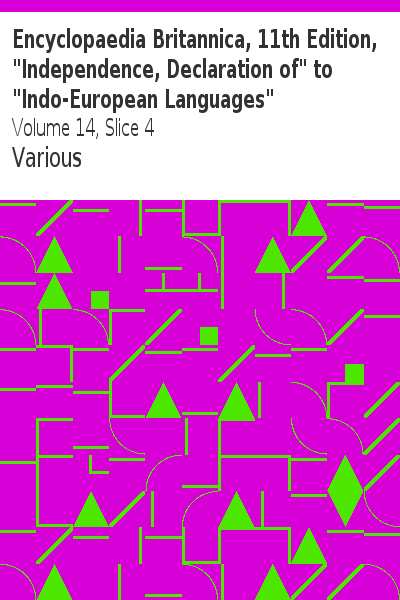 Encyclopaedia Britannica, 11th Edition,
"Independence, Declaration of" to
"Indo-European Languages"
Volume 14, Slice 4
Various